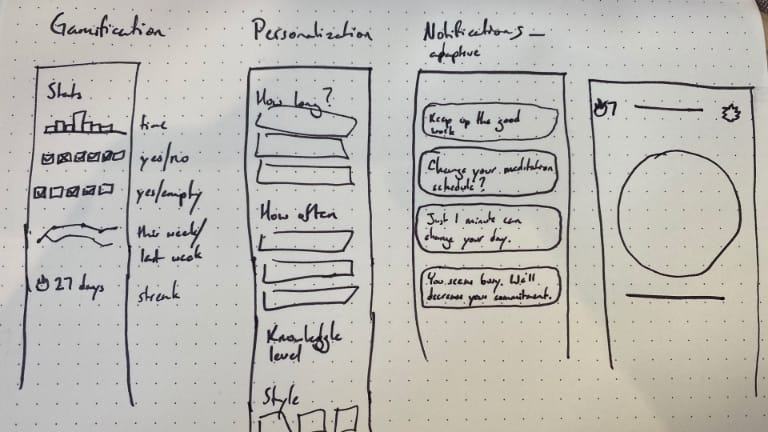 Gamification
Stats
time
yes/no
yes/empty
this week/
last week
27 days
streak
Personalization
How long?
How often
Knowledge
level
Style
Notifications –
adaptive
Keep up the good
work
Change your meditation
schedule?
Just 1 minute can
change your day.
You seem busy. We'll
decrease your commitment.
7